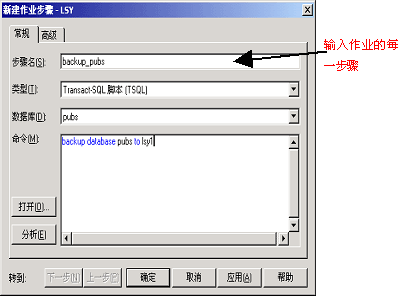 新建作业步骤 - LSY
常规 高级
步骤名(S): backup_pubs
类型(T): Transact-SQL 脚本 (TSQL)
数据库(D): pubs
命令(M): backup database pubs to lsy1
打开(O)...
分析(E)
转到: 下一步(N) 上一步(P) 确定 取消 应用(A) 帮助
输入作业的每
一步骤